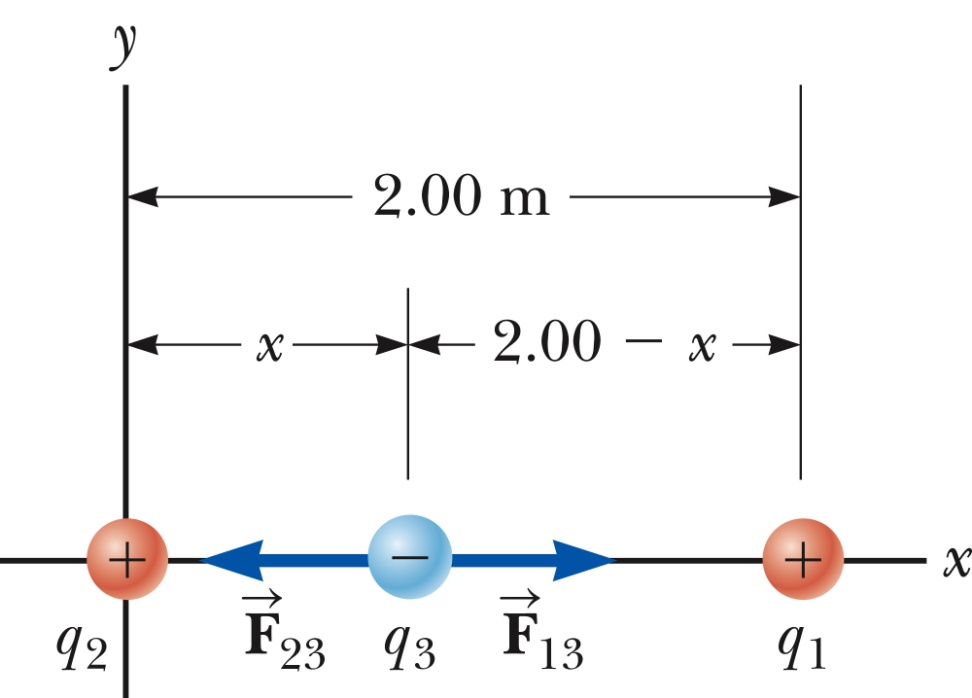 y
2.00 m
x 2.00 − x
+ − + x
q₂ F⃗₂₃ q₃ F⃗₁₃ q₁